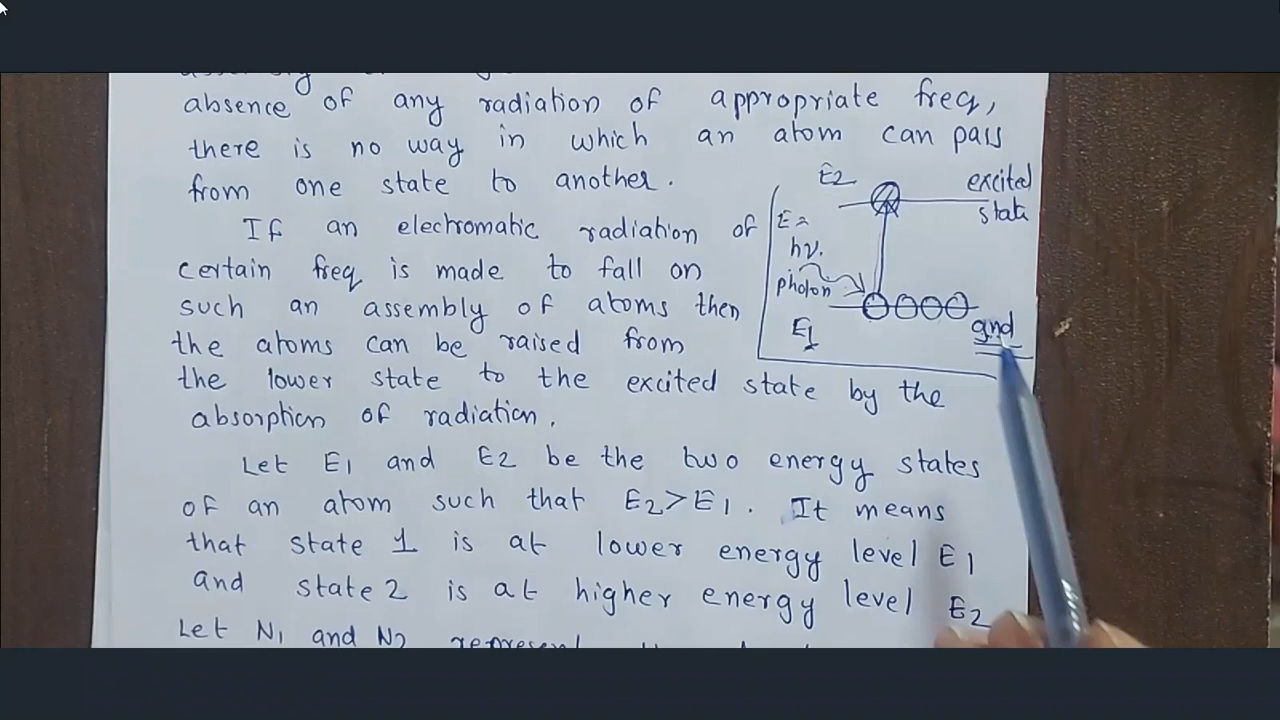 absence of any radiation of appropriate freq,
there is no way in which an atom can pass
from one state to another.
E2
excited
state
If an electromatic radiation of
E=
hν.
certain freq is made to fall on
photon
such an assembly of atoms then
E1
gnd
the atoms can be raised from
the lower state to the excited state by the
absorption of radiation.
Let E1 and E2 be the two energy states
of an atom such that E2>E1. It means
that state 1 is at lower energy level E1
and state 2 is at higher energy level E2
Let N1 and N2 represent